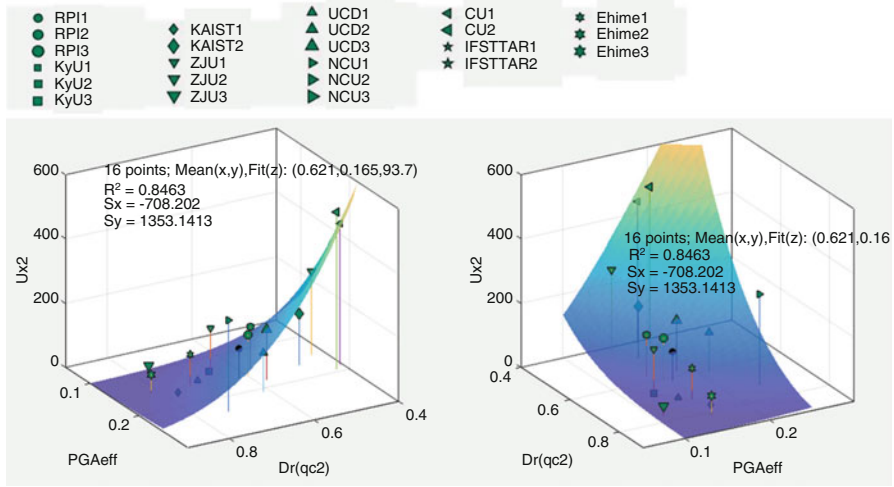 RPI1
RPI2
RPI3
KyU1
KyU2
KyU3
KAIST1
KAIST2
ZJU1
ZJU2
ZJU3
UCD1
UCD2
UCD3
NCU1
NCU2
NCU3
CU1
CU2
IFSTTAR1
IFSTTAR2
Ehime1
Ehime2
Ehime3
16 points; Mean(x,y),Fit(z): (0.621,0.165,93.7)
R² = 0.8463
Sx = -708.202
Sy = 1353.1413
600
400
200
0
Ux2
0.1
0.2
PGAeff
0.8
0.6
0.4
Dr(qc2)
16 points; Mean(x,y),Fit(z): (0.621,0.16
R² = 0.8463
Sx = -708.202
Sy = 1353.1413
600
400
200
0
Ux2
0.4
0.6
0.8
Dr(qc2)
0.1
0.2
PGAeff